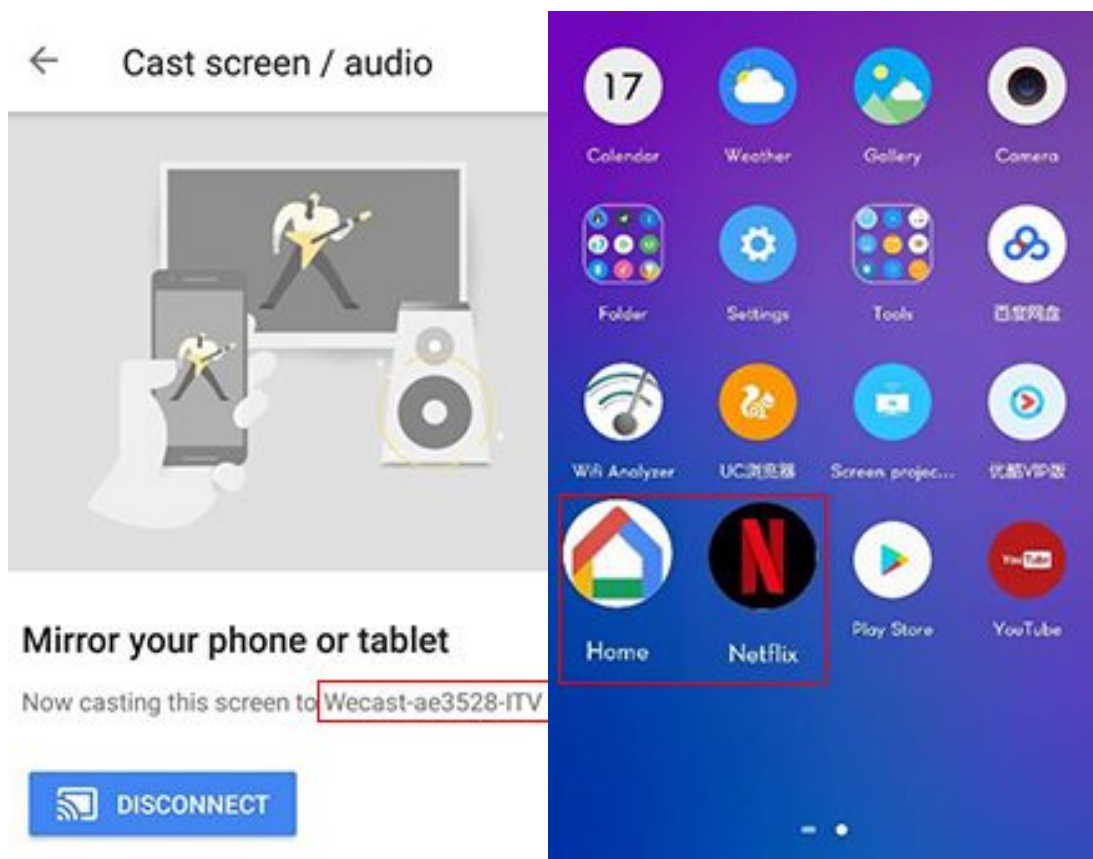 Cast screen / audio
Mirror your phone or tablet
Now casting this screen to Wecast-ae3528-ITV
DISCONNECT
17
Calendar
Weather
Gallery
Camera
Folder
Settings
Tools
百度网盘
Wifi Analyzer
UC浏览器
Screen projec...
优酷VIP版
Home
N
Netflix
Play Store
You Tube
YouTube